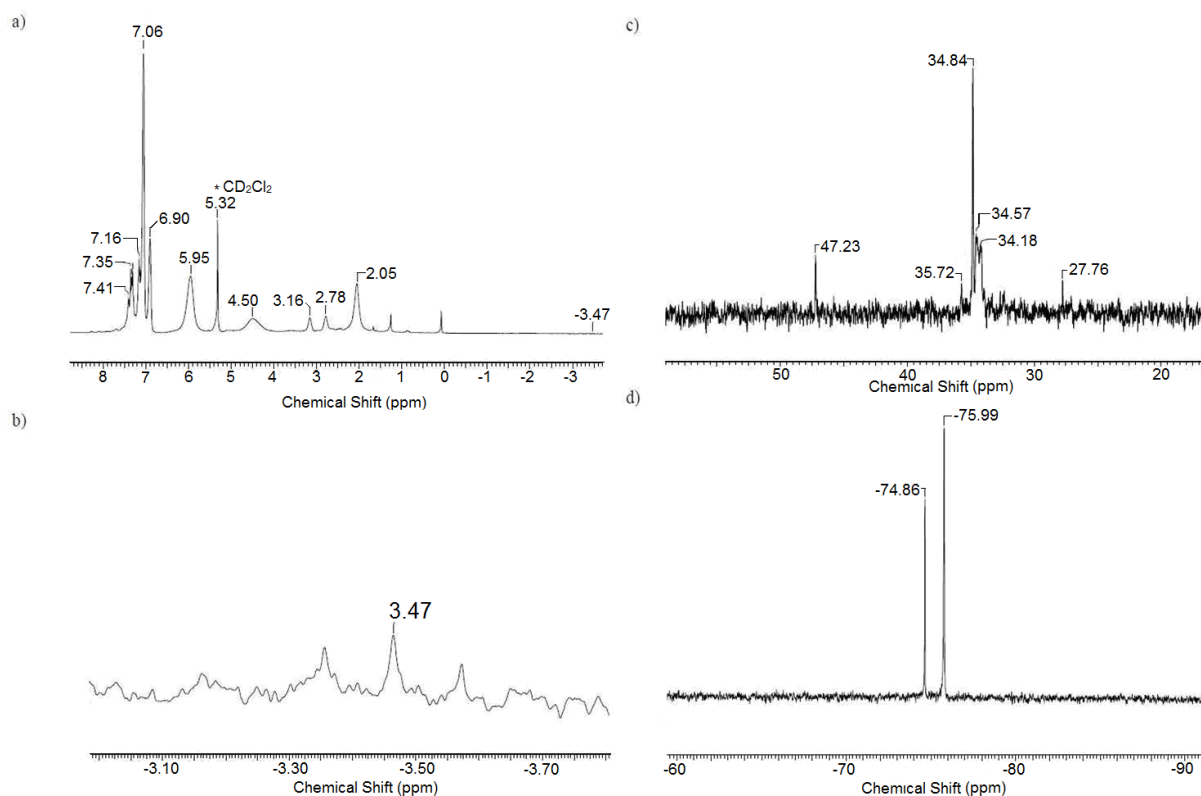 a)
7.06
* CD₂Cl₂
5.32
6.90
7.16
7.35
7.41
5.95
4.50
3.16
2.78
2.05
-3.47
8 7 6 5 4 3 2 1 0 -1 -2 -3
Chemical Shift (ppm)
b)
3.47
-3.10 -3.30 -3.50 -3.70
Chemical Shift (ppm)
c)
34.84
34.57
34.18
47.23
35.72
27.76
50 40 30 20
Chemical Shift (ppm)
d)
-75.99
-74.86
-60 -70 -80 -90
Chemical Shift (ppm)